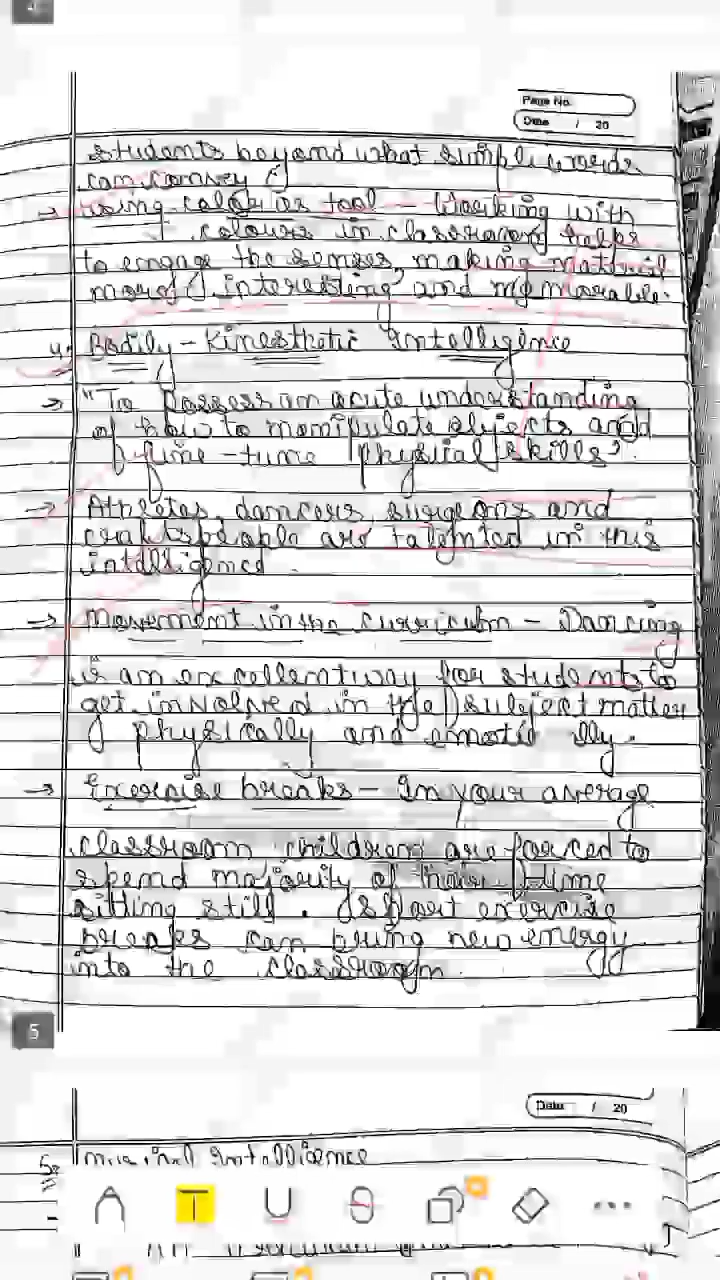 Page No.
Date / 20
students beyond what simple words
can convey
→ using color as tool - Working with
colours in classroom helps
to engage the senses, making material
more interesting and memorable.
4. Bodily - Kinesthetic Intelligence
→ "To possess an acute understanding
of how to manipulate objects and
fine - tune physical skills".
→ Athletes, dancers, surgeons and
craftspeople are talented in this
intelligence.
→ Movement in the curriculum - Dancing
is an excellent way for students to
get involved in the subject matter
physically and
→ Exercise breaks - In your average
classroom children are forced to
spend majority of their time
sitting still. Short exercise
breaks can bring new energy
into the classroom.
5
Date / 20
5. Musical Intelligence